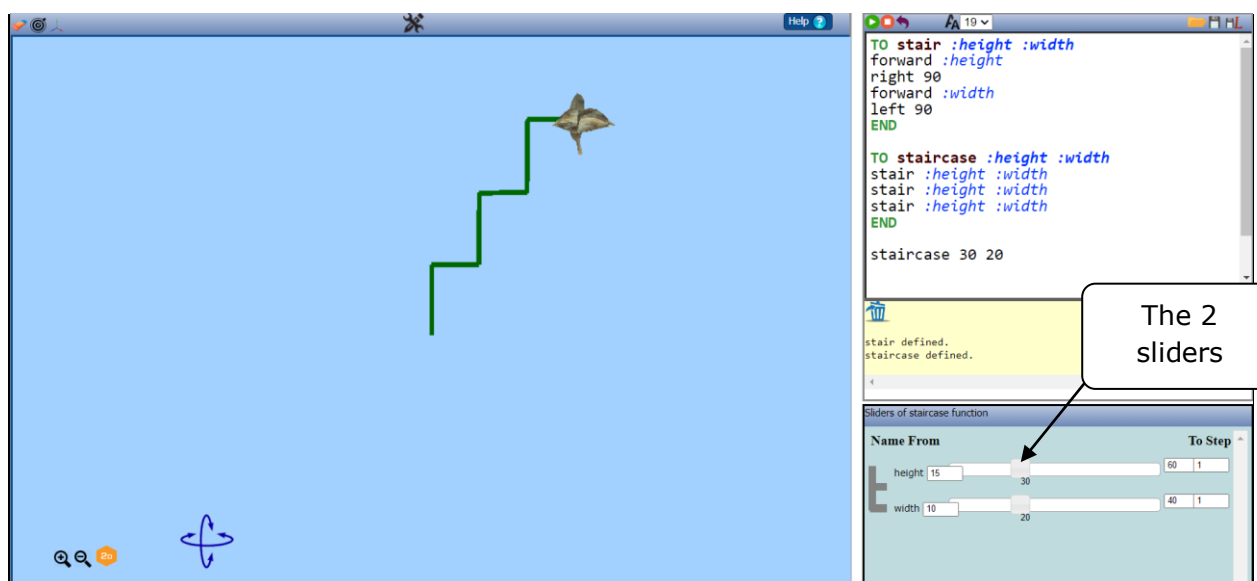 Help ?
19
L
TO stair :height :width
forward :height
right 90
forward :width
left 90
END
TO staircase :height :width
stair :height :width
stair :height :width
stair :height :width
END
staircase 30 20
stair defined.
staircase defined.
The 2
sliders
Sliders of staircase function
Name From To Step
height 15 60 1
30
width 10 40 1
20